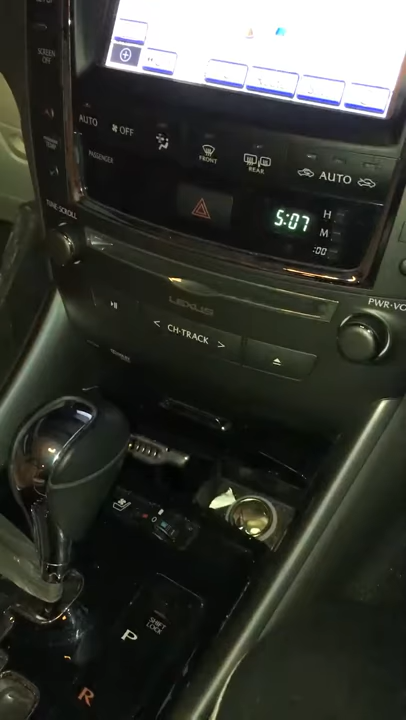 SCREEN OFF
AUTO
OFF
FRONT
REAR
AUTO
PASSENGER
TUNE·SCROLL
5:07
H
M
:00
LEXUS
PWR·VO
< CH·TRACK >
SHIFT LOCK
P
R